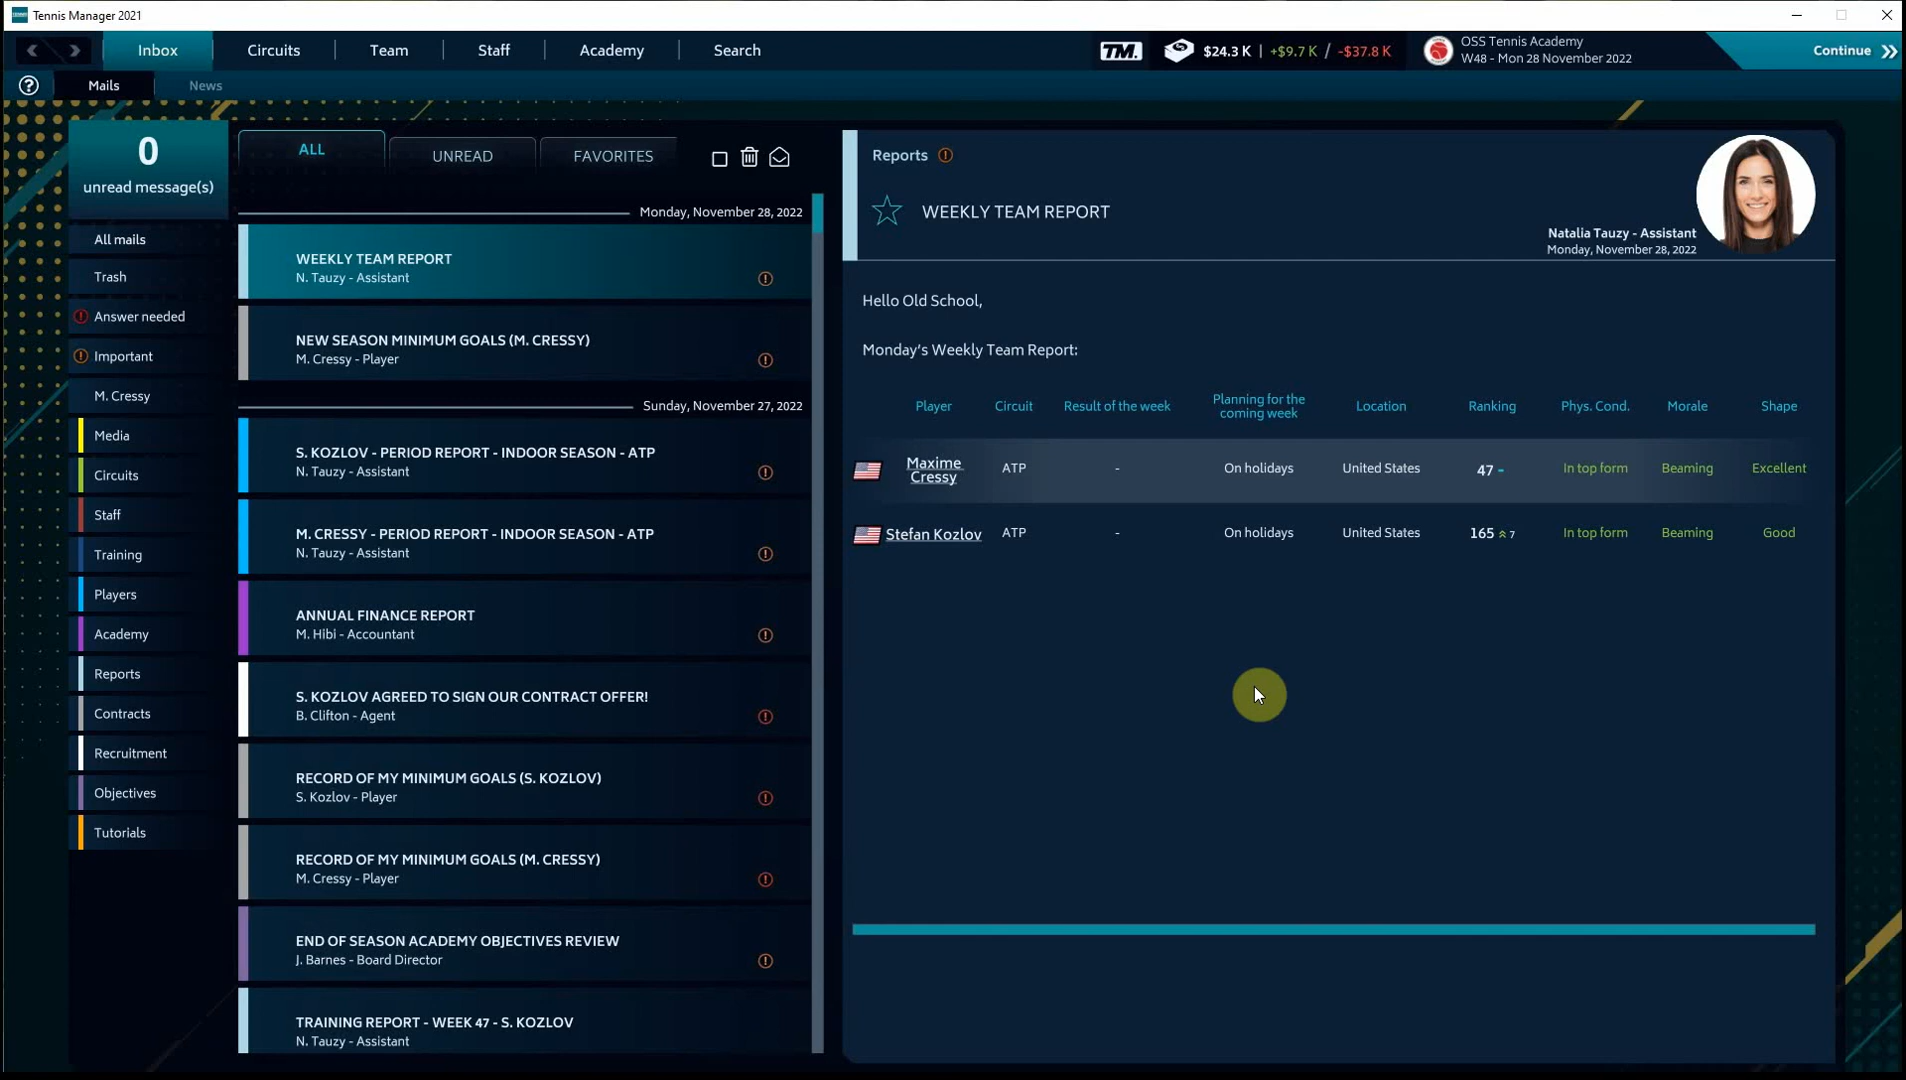 Tennis Manager 2021
Inbox
Circuits
Team
Staff
Academy
Search
TM.
$24.3 K | +$9.7 K / -$37.8 K
OSS Tennis Academy
W48 - Mon 28 November 2022
Continue
Mails
News
0
unread message(s)
All mails
Trash
Answer needed
Important
M. Cressy
Media
Circuits
Staff
Training
Players
Academy
Reports
Contracts
Recruitment
Objectives
Tutorials
ALL
UNREAD
FAVORITES
Monday, November 28, 2022
WEEKLY TEAM REPORT
N. Tauzy - Assistant
NEW SEASON MINIMUM GOALS (M. CRESSY)
M. Cressy - Player
Sunday, November 27, 2022
S. KOZLOV - PERIOD REPORT - INDOOR SEASON - ATP
N. Tauzy - Assistant
M. CRESSY - PERIOD REPORT - INDOOR SEASON - ATP
N. Tauzy - Assistant
ANNUAL FINANCE REPORT
M. Hibi - Accountant
S. KOZLOV AGREED TO SIGN OUR CONTRACT OFFER!
B. Clifton - Agent
RECORD OF MY MINIMUM GOALS (S. KOZLOV)
S. Kozlov - Player
RECORD OF MY MINIMUM GOALS (M. CRESSY)
M. Cressy - Player
END OF SEASON ACADEMY OBJECTIVES REVIEW
J. Barnes - Board Director
TRAINING REPORT - WEEK 47 - S. KOZLOV
N. Tauzy - Assistant
Reports
WEEKLY TEAM REPORT
Natalia Tauzy - Assistant
Monday, November 28, 2022
Hello Old School,
Monday's Weekly Team Report:
Player Circuit Result of the week Planning for the coming week Location Ranking Phys. Cond. Morale Shape
Maxime Cressy ATP - On holidays United States 47 - In top form Beaming Excellent
Stefan Kozlov ATP - On holidays United States 165 7 In top form Beaming Good